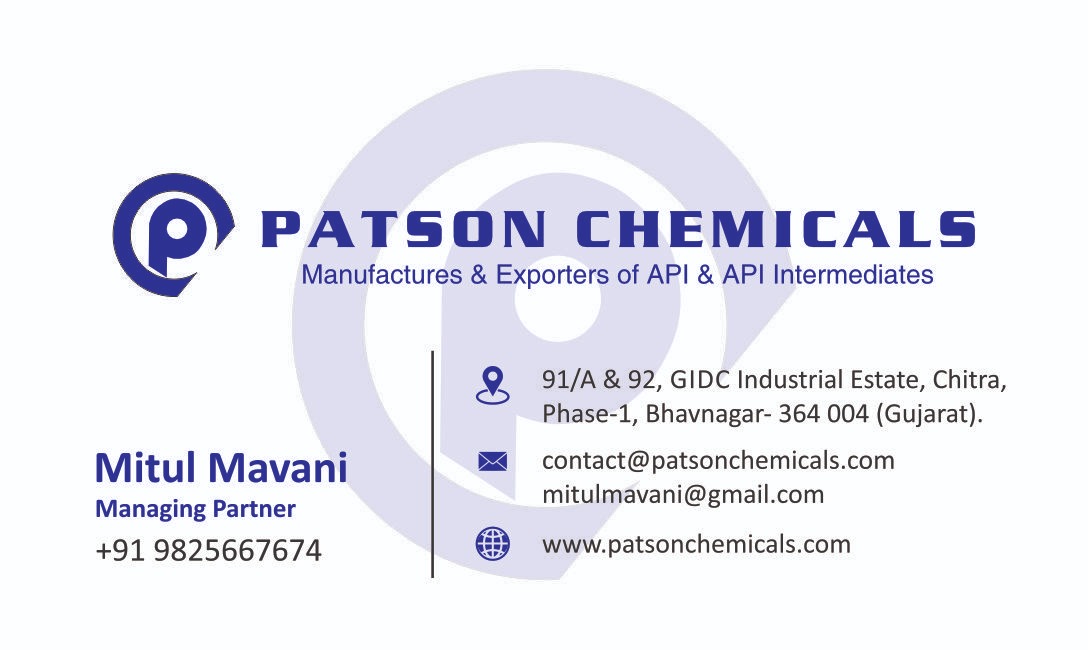 PATSON CHEMICALS
Manufactures & Exporters of API & API Intermediates
Mitul Mavani
Managing Partner
+91 9825667674
91/A & 92, GIDC Industrial Estate, Chitra,
Phase-1, Bhavnagar- 364 004 (Gujarat).
contact@patsonchemicals.com
mitulmavani@gmail.com
www.patsonchemicals.com